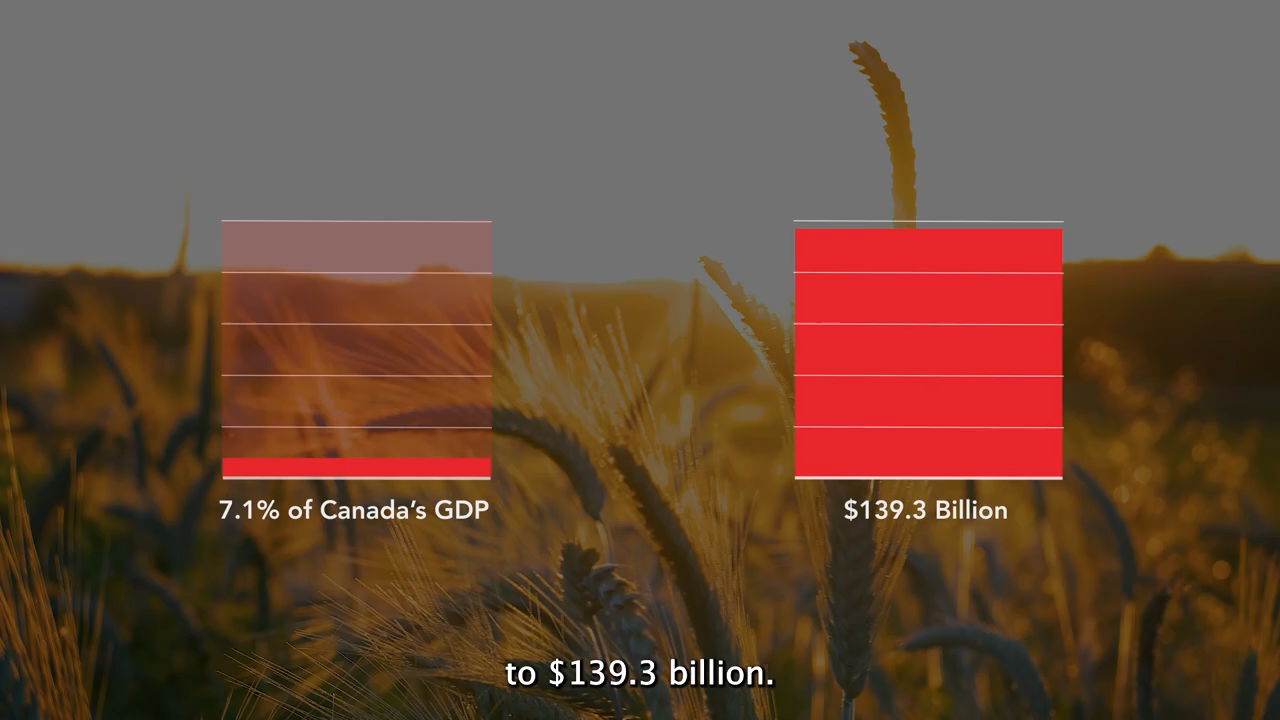 7.1% of Canada's GDP
$139.3 Billion
to $139.3 billion.